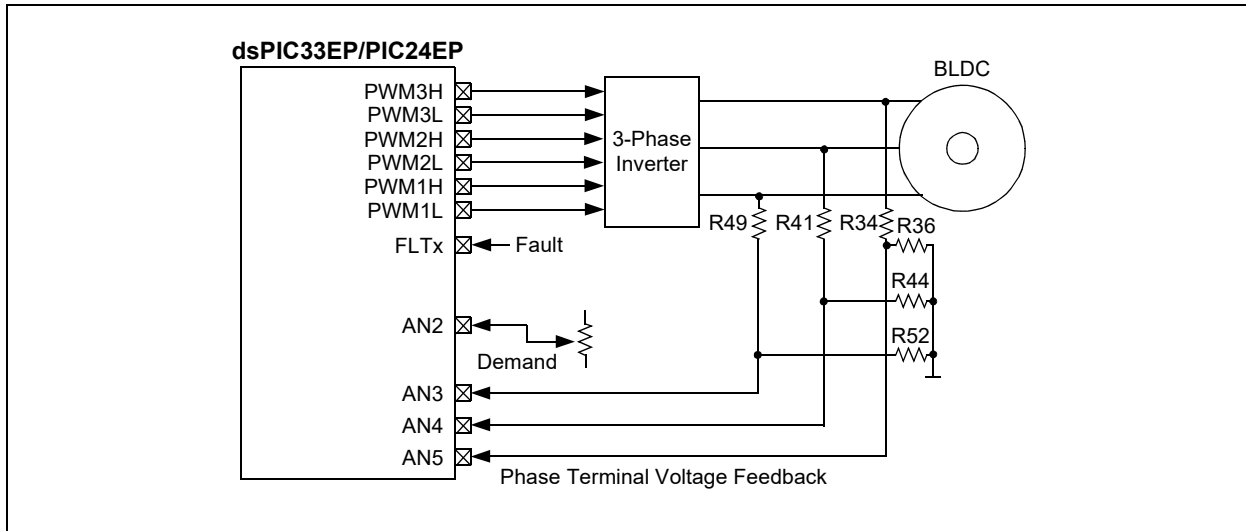 dsPIC33EP/PIC24EP
BLDC
PWM3H
PWM3L
PWM2H
PWM2L
PWM1H
PWM1L
3-Phase
Inverter
R49 R41 R34 R36
FLTx Fault
R44
AN2
R52
Demand
AN3
AN4
AN5
Phase Terminal Voltage Feedback